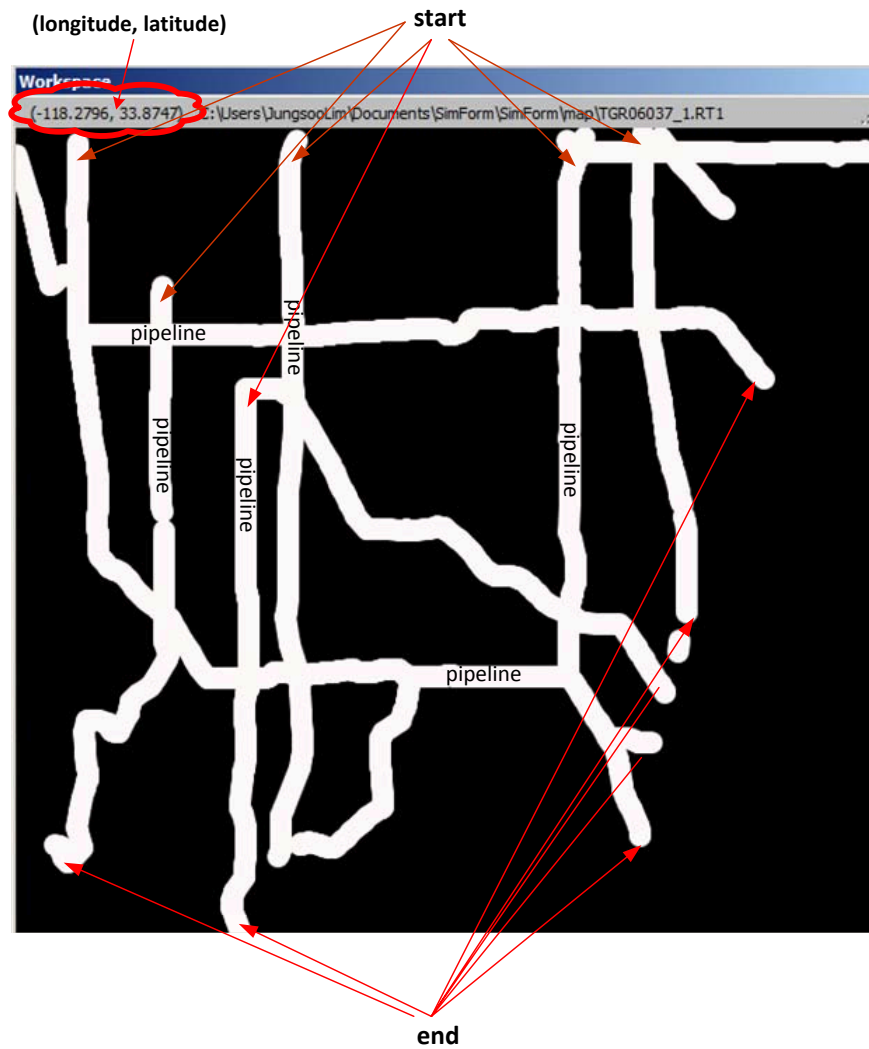 start
(longitude, latitude)
Workspace
(-118.2796, 33.8747) C:\Users\JungsooLim\Documents\SimForm\SimForm\map\TGR06037_1.RT1
pipeline
pipeline
pipeline
pipeline
pipeline
pipeline
end